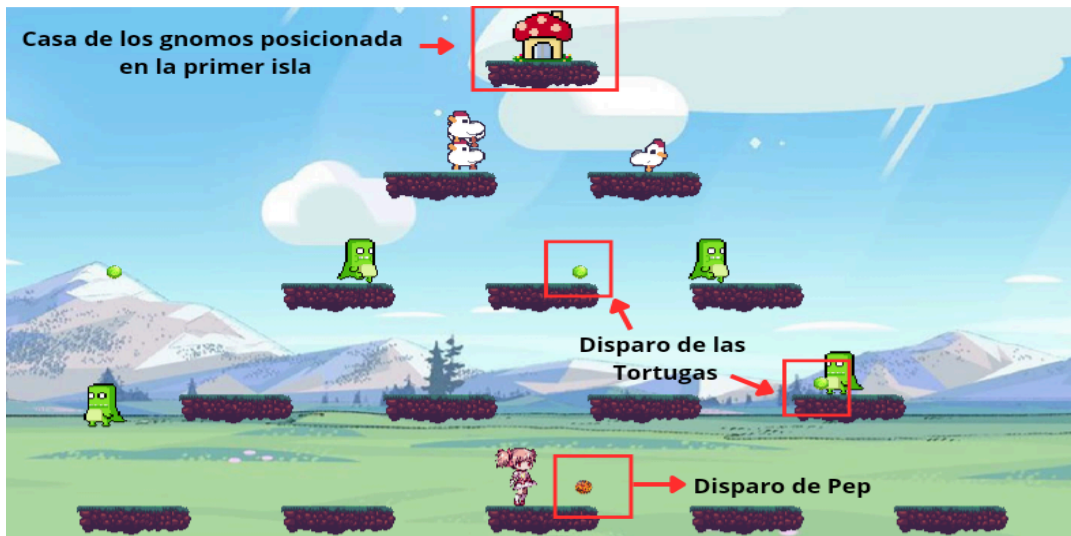 Casa de los gnomos posicionada
en la primer isla
Disparo de las
Tortugas
Disparo de Pep